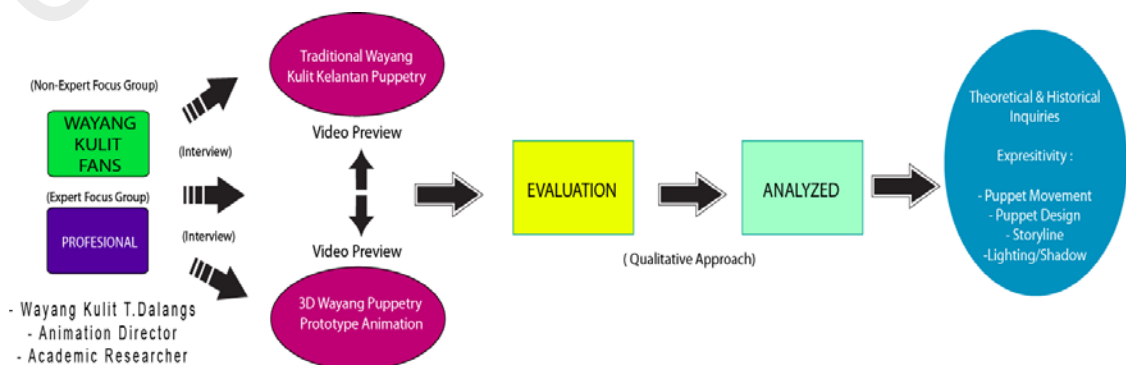 (Non-Expert Focus Group)
WAYANG
KULIT
FANS
(Expert Focus Group)
PROFESIONAL
- Wayang Kulit T.Dalangs
- Animation Director
- Academic Researcher
(Interview)
(Interview)
Traditional Wayang
Kulit Kelantan Puppetry
Video Preview
Video Preview
3D Wayang Puppetry
Prototype Animation
EVALUATION
( Qualitative Approach)
ANALYZED
Theoretical & Historical
Inquiries
Expresitivity :
- Puppet Movement
- Puppet Design
- Storyline
-Lighting/Shadow